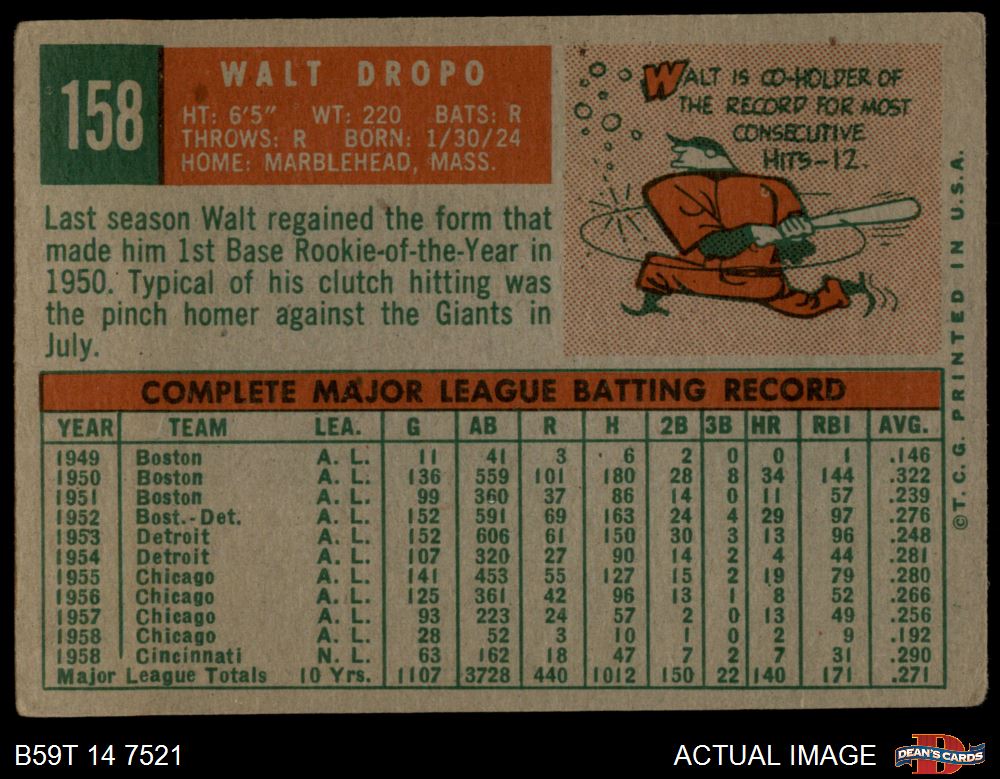 158
WALT DROPO
HT: 6'5" WT: 220 BATS: R
THROWS: R BORN: 1/30/24
HOME: MARBLEHEAD, MASS.
Last season Walt regained the form that
made him 1st Base Rookie-of-the-Year in
1950. Typical of his clutch hitting was
the pinch homer against the Giants in
July.
WALT IS CO-HOLDER OF
THE RECORD FOR MOST
CONSECUTIVE
HITS-12.
COMPLETE MAJOR LEAGUE BATTING RECORD
YEAR TEAM LEA. G AB R H 2B 3B HR RBI AVG.
1949 Boston A. L. 11 41 3 6 2 0 0 1 .146
1950 Boston A. L. 136 559 101 180 28 8 34 144 .322
1951 Boston A. L. 99 360 37 86 14 0 11 57 .239
1952 Bost.-Det. A. L. 152 591 69 163 24 4 29 97 .276
1953 Detroit A. L. 152 606 61 150 30 3 13 96 .248
1954 Detroit A. L. 107 320 27 90 14 2 4 44 .281
1955 Chicago A. L. 141 453 55 127 15 2 19 79 .280
1956 Chicago A. L. 125 361 42 96 13 1 8 52 .266
1957 Chicago A. L. 93 223 24 57 2 0 13 49 .256
1958 Chicago A. L. 28 52 3 10 1 0 2 9 .192
1958 Cincinnati N. L. 63 162 18 47 7 2 7 31 .290
Major League Totals 10 Yrs. 1107 3728 440 1012 150 22 140 171 .271
© T. C. G. PRINTED IN U.S.A.
B59T 14 7521
ACTUAL IMAGE
DEAN'S CARDS